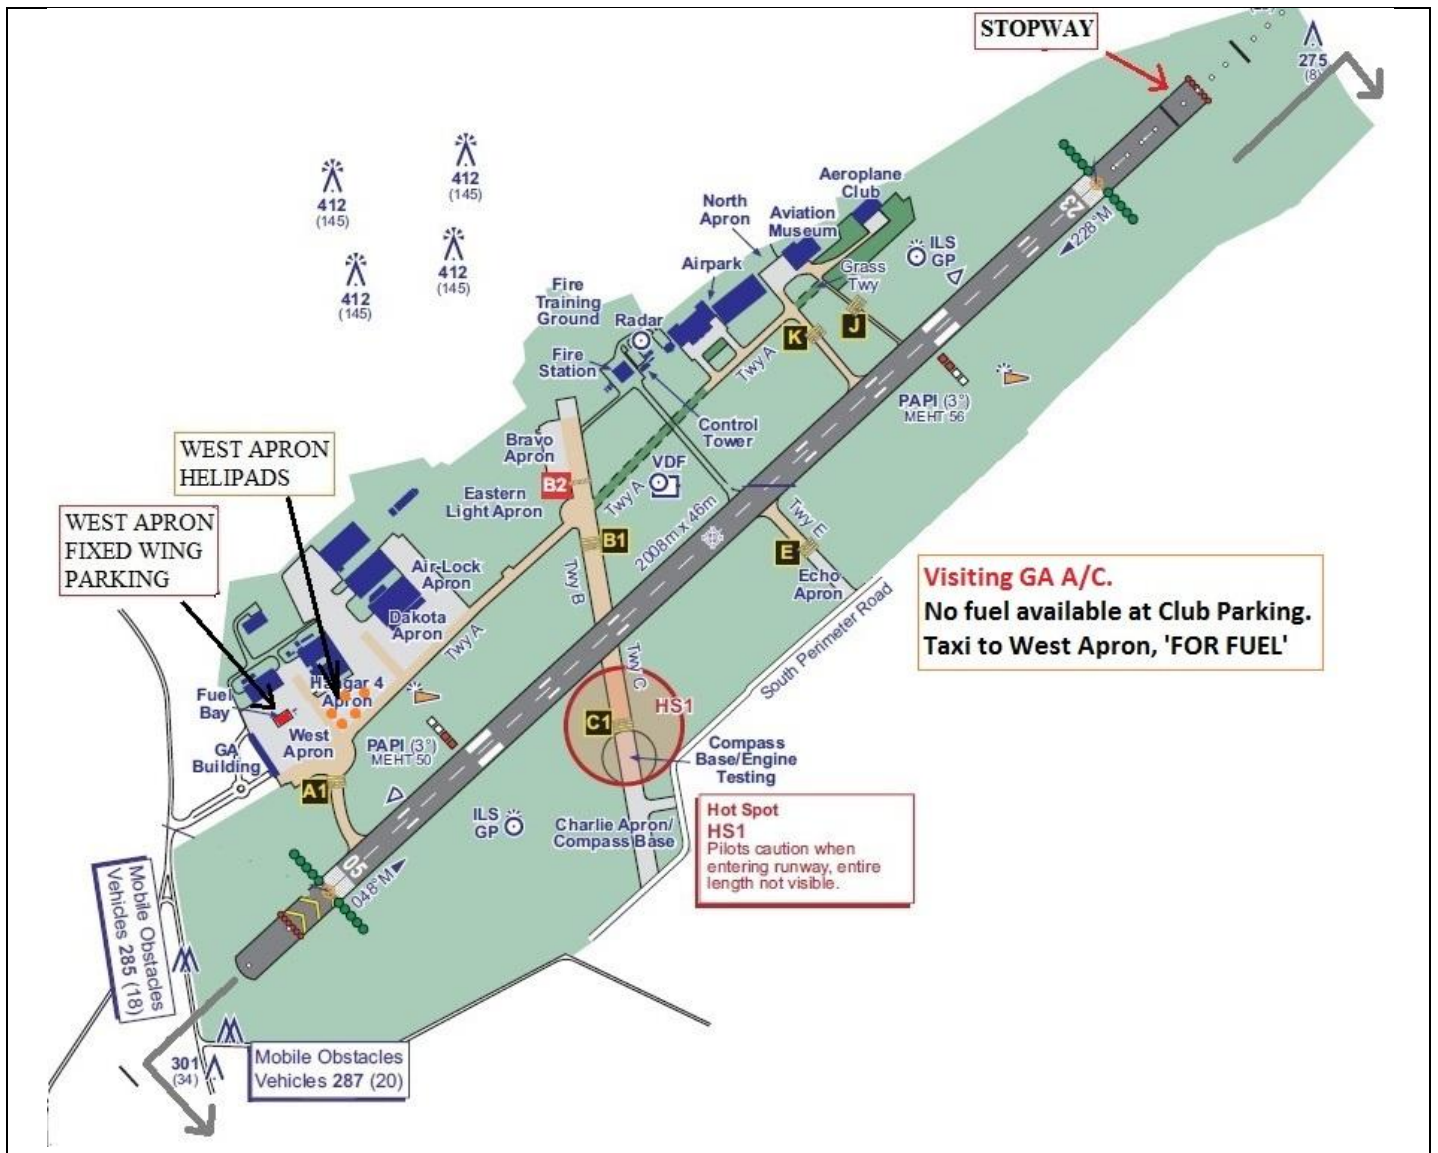 STOPWAY
275
(8)
412
(145)
412
(145)
412
(145)
412
(145)
Aeroplane
Club
North
Apron
Aviation
Museum
Airpark
Grass
Twy
ILS
GP
23
228°M
Fire
Training
Ground
Radar
Fire
Station
K
J
Twy A
PAPI (3°)
MEHT 56
Control
Tower
Bravo
Apron
VDF
B2
Twy A
Eastern
Light Apron
WEST APRON
HELIPADS
WEST APRON
FIXED WING
PARKING
2008m x 46m
Twy E
B1
E
Echo
Apron
Air-Lock
Apron
Twy B
Dakota
Apron
Twy A
South Perimeter Road
Visiting GA A/C.
No fuel available at Club Parking.
Taxi to West Apron, 'FOR FUEL'
Twy C
HS1
C1
Hangar 4
Apron
Fuel
Bay
West
Apron
GA
Building
PAPI (3°)
MEHT 50
A1
Compass
Base/Engine
Testing
ILS
GP
Charlie Apron/
Compass Base
Hot Spot
HS1
Pilots caution when
entering runway, entire
length not visible.
05
048°M
Mobile Obstacles
Vehicles 285 (18)
301
(34)
Mobile Obstacles
Vehicles 287 (20)